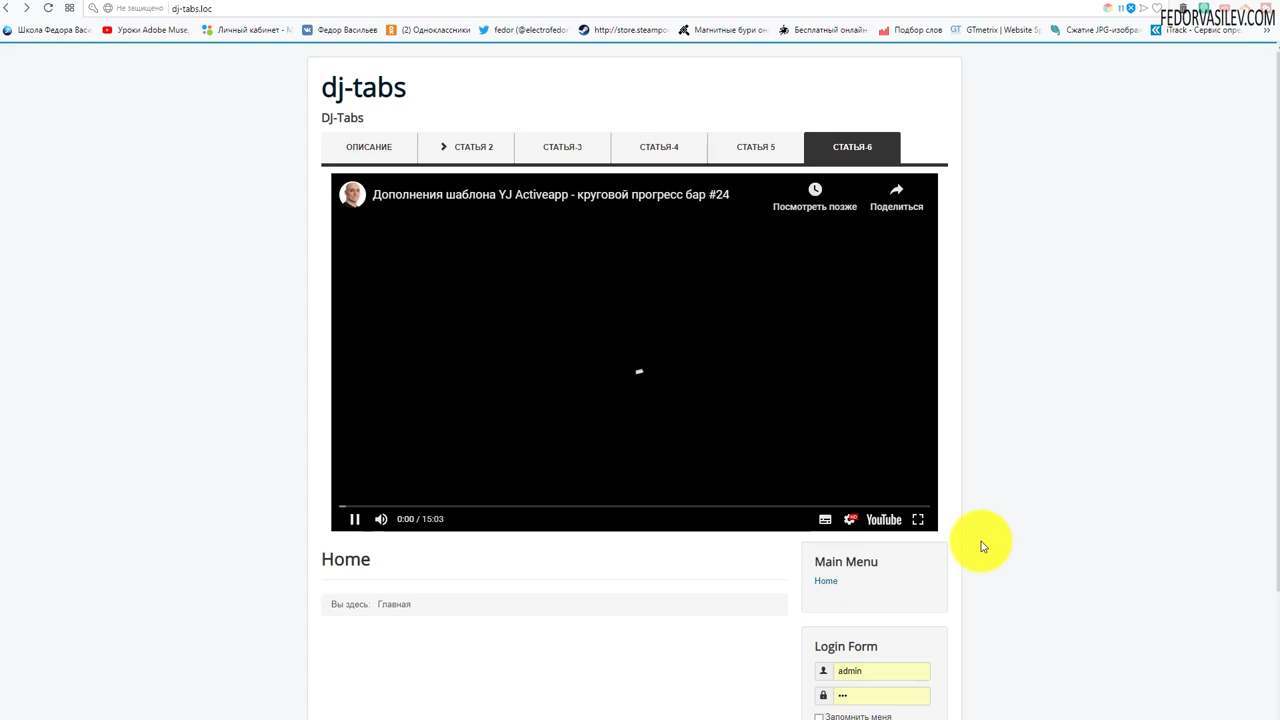 dj-tabs.loc
Не защищено
11
FEDORVASILEV.COM
Школа Федора Васи
Уроки Adobe Muse,
Личный кабинет - М
Федор Васильев
(2) Одноклассники
fedor (@electrofedor
http://store.steampo
Магнитные бури он
Бесплатный онлайн
Подбор слов
GTmetrix | Website Sp
Сжатие JPG-изобра
iTrack - Сервис опре
dj-tabs
DJ-Tabs
ОПИСАНИЕ
СТАТЬЯ 2
СТАТЬЯ-3
СТАТЬЯ-4
СТАТЬЯ 5
СТАТЬЯ-6
Дополнения шаблона YJ Activeapp - круговой прогресс бар #24
Посмотреть позже
Поделиться
0:00 / 15:03
HD
YouTube
Home
Вы здесь: Главная
Main Menu
Home
Login Form
admin
•••
Запомнить меня